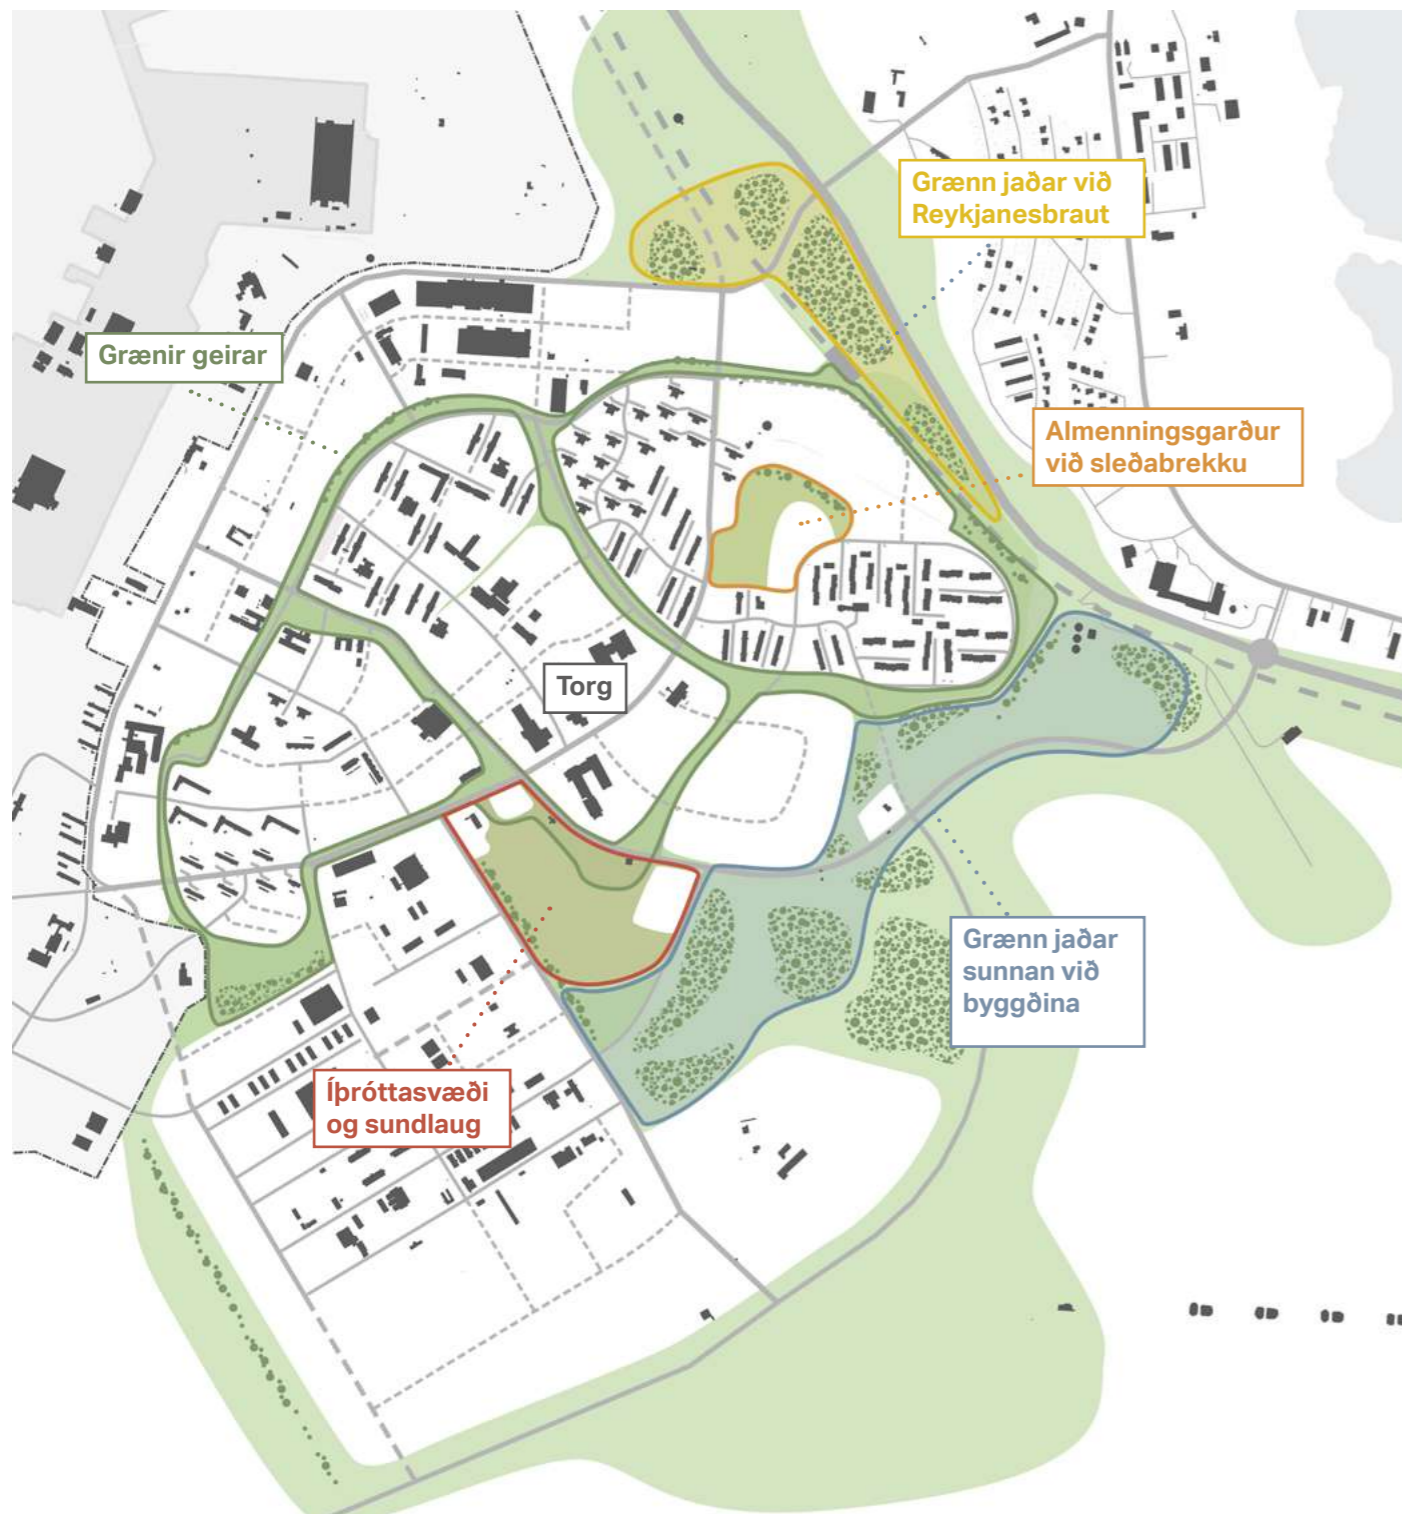 Grænn jaðar við
Reykjanesbraut
Grænir geirar
Almenningsgarður
við sleðabrekku
Torg
Grænn jaðar
sunnan við
byggðina
Íþróttasvæði
og sundlaug